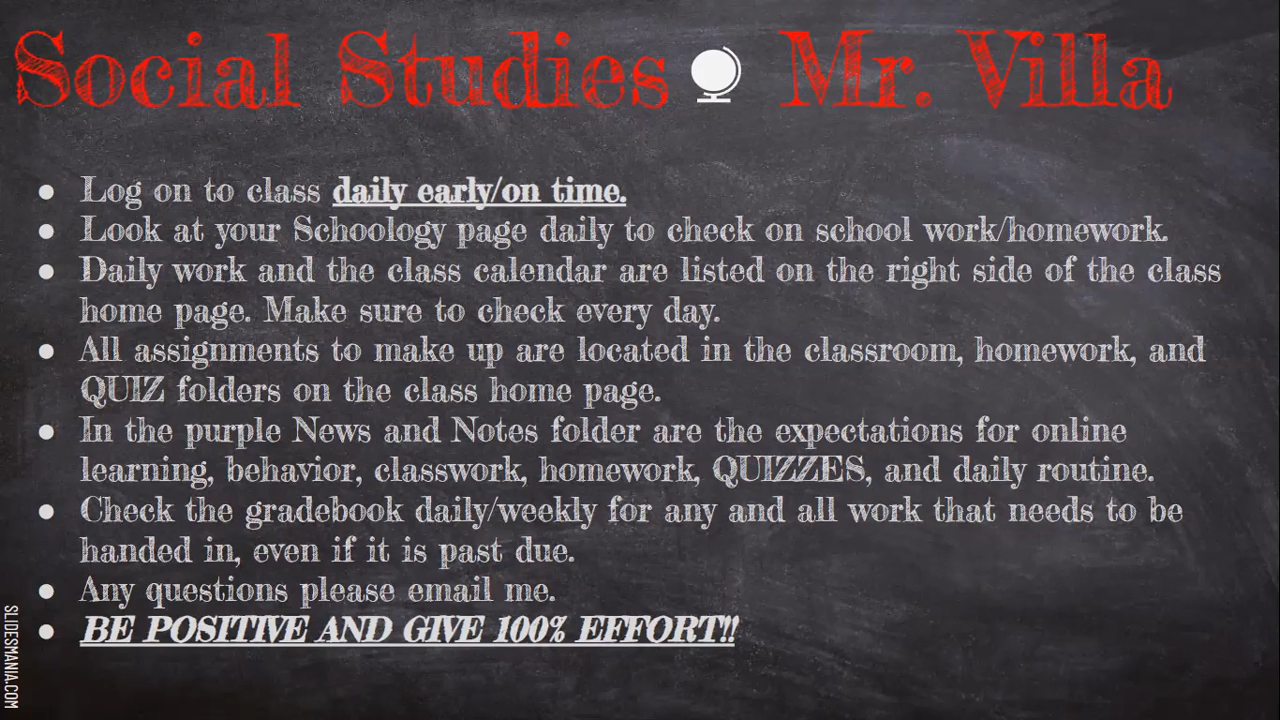 Social Studies Mr. Villa
● Log on to class daily early/on time.
● Look at your Schoology page daily to check on school work/homework.
● Daily work and the class calendar are listed on the right side of the class
home page. Make sure to check every day.
● All assignments to make up are located in the classroom, homework, and
QUIZ folders on the class home page.
● In the purple News and Notes folder are the expectations for online
learning, behavior, classwork, homework, QUIZZES, and daily routine.
● Check the gradebook daily/weekly for any and all work that needs to be
handed in, even if it is past due.
● Any questions please email me.
● BE POSITIVE AND GIVE 100% EFFORT!!
SLIDESMANIA.COM